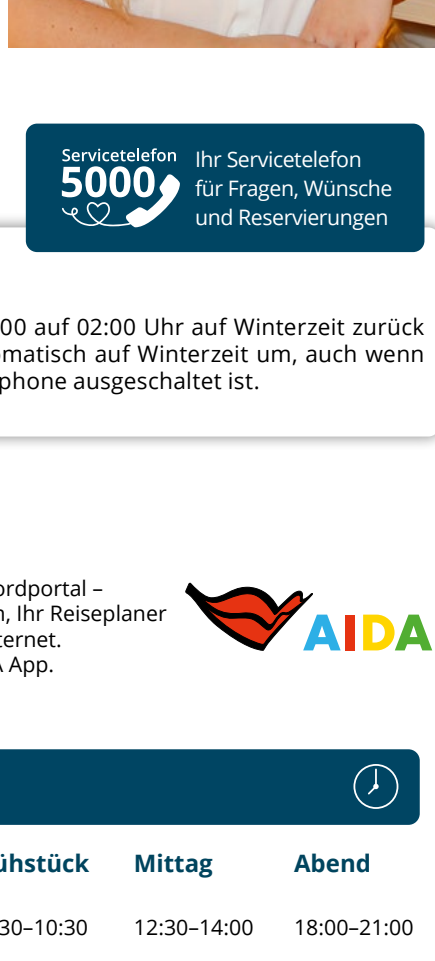 Servicetelefon
5000
Ihr Servicetelefon
für Fragen, Wünsche
und Reservierungen
00 auf 02:00 Uhr auf Winterzeit zurück
matisch auf Winterzeit um, auch wenn
phone ausgeschaltet ist.
ordportal –
, Ihr Reiseplaner
ternet.
App.
AIDA
ühstück Mittag Abend
30–10:30 12:30–14:00 18:00–21:00